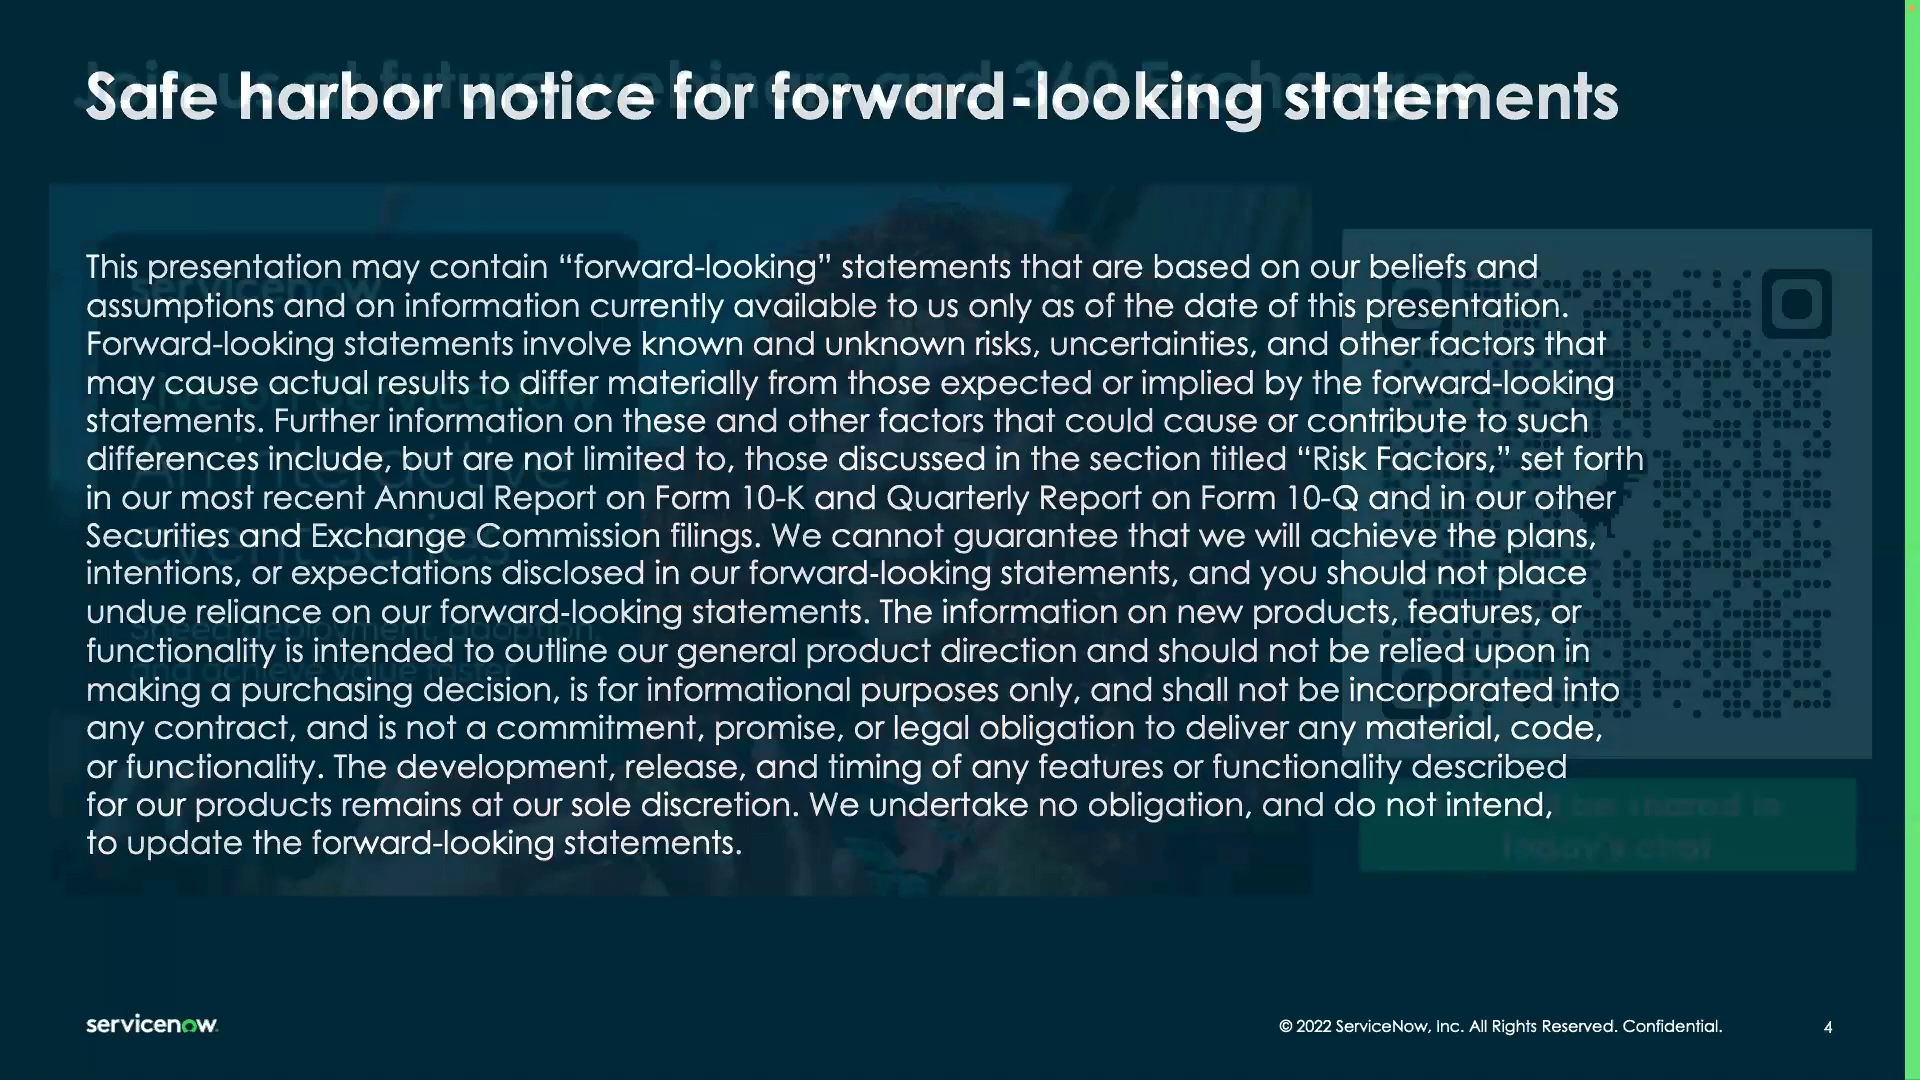 Safe harbor notice for forward-looking statements
This presentation may contain “forward-looking” statements that are based on our beliefs and
assumptions and on information currently available to us only as of the date of this presentation.
Forward-looking statements involve known and unknown risks, uncertainties, and other factors that
may cause actual results to differ materially from those expected or implied by the forward-looking
statements. Further information on these and other factors that could cause or contribute to such
differences include, but are not limited to, those discussed in the section titled “Risk Factors,” set forth
in our most recent Annual Report on Form 10-K and Quarterly Report on Form 10-Q and in our other
Securities and Exchange Commission filings. We cannot guarantee that we will achieve the plans,
intentions, or expectations disclosed in our forward-looking statements, and you should not place
undue reliance on our forward-looking statements. The information on new products, features, or
functionality is intended to outline our general product direction and should not be relied upon in
making a purchasing decision, is for informational purposes only, and shall not be incorporated into
any contract, and is not a commitment, promise, or legal obligation to deliver any material, code,
or functionality. The development, release, and timing of any features or functionality described
for our products remains at our sole discretion. We undertake no obligation, and do not intend,
to update the forward-looking statements.
servicenow
© 2022 ServiceNow, Inc. All Rights Reserved. Confidential.
4